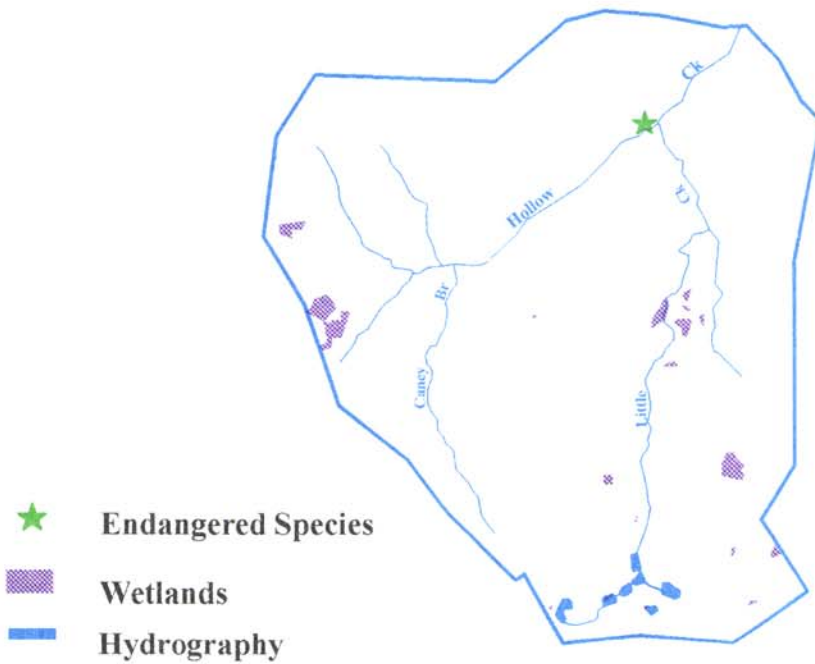 Ck
Hollow
Ck
Br
Caney
Little
Endangered Species
Wetlands
Hydrography